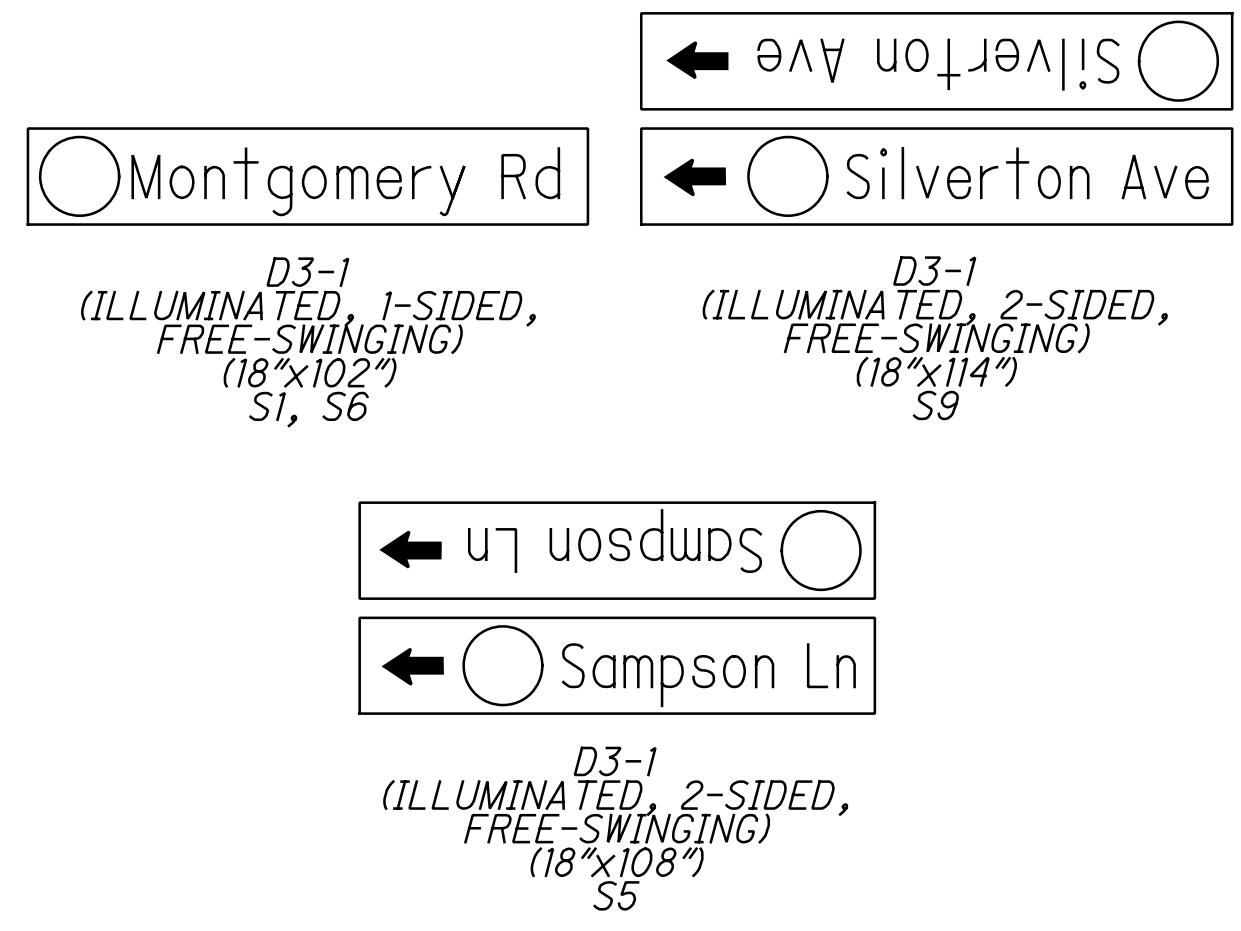 Montgomery Rd
D3-1
(ILLUMINATED, 1-SIDED,
FREE-SWINGING)
(18"x102")
S1, S6
Silverton Ave
Silverton Ave
D3-1
(ILLUMINATED, 2-SIDED,
FREE-SWINGING)
(18"x114")
S9
Sampson Ln
Sampson Ln
D3-1
(ILLUMINATED, 2-SIDED,
FREE-SWINGING)
(18"x108")
S5